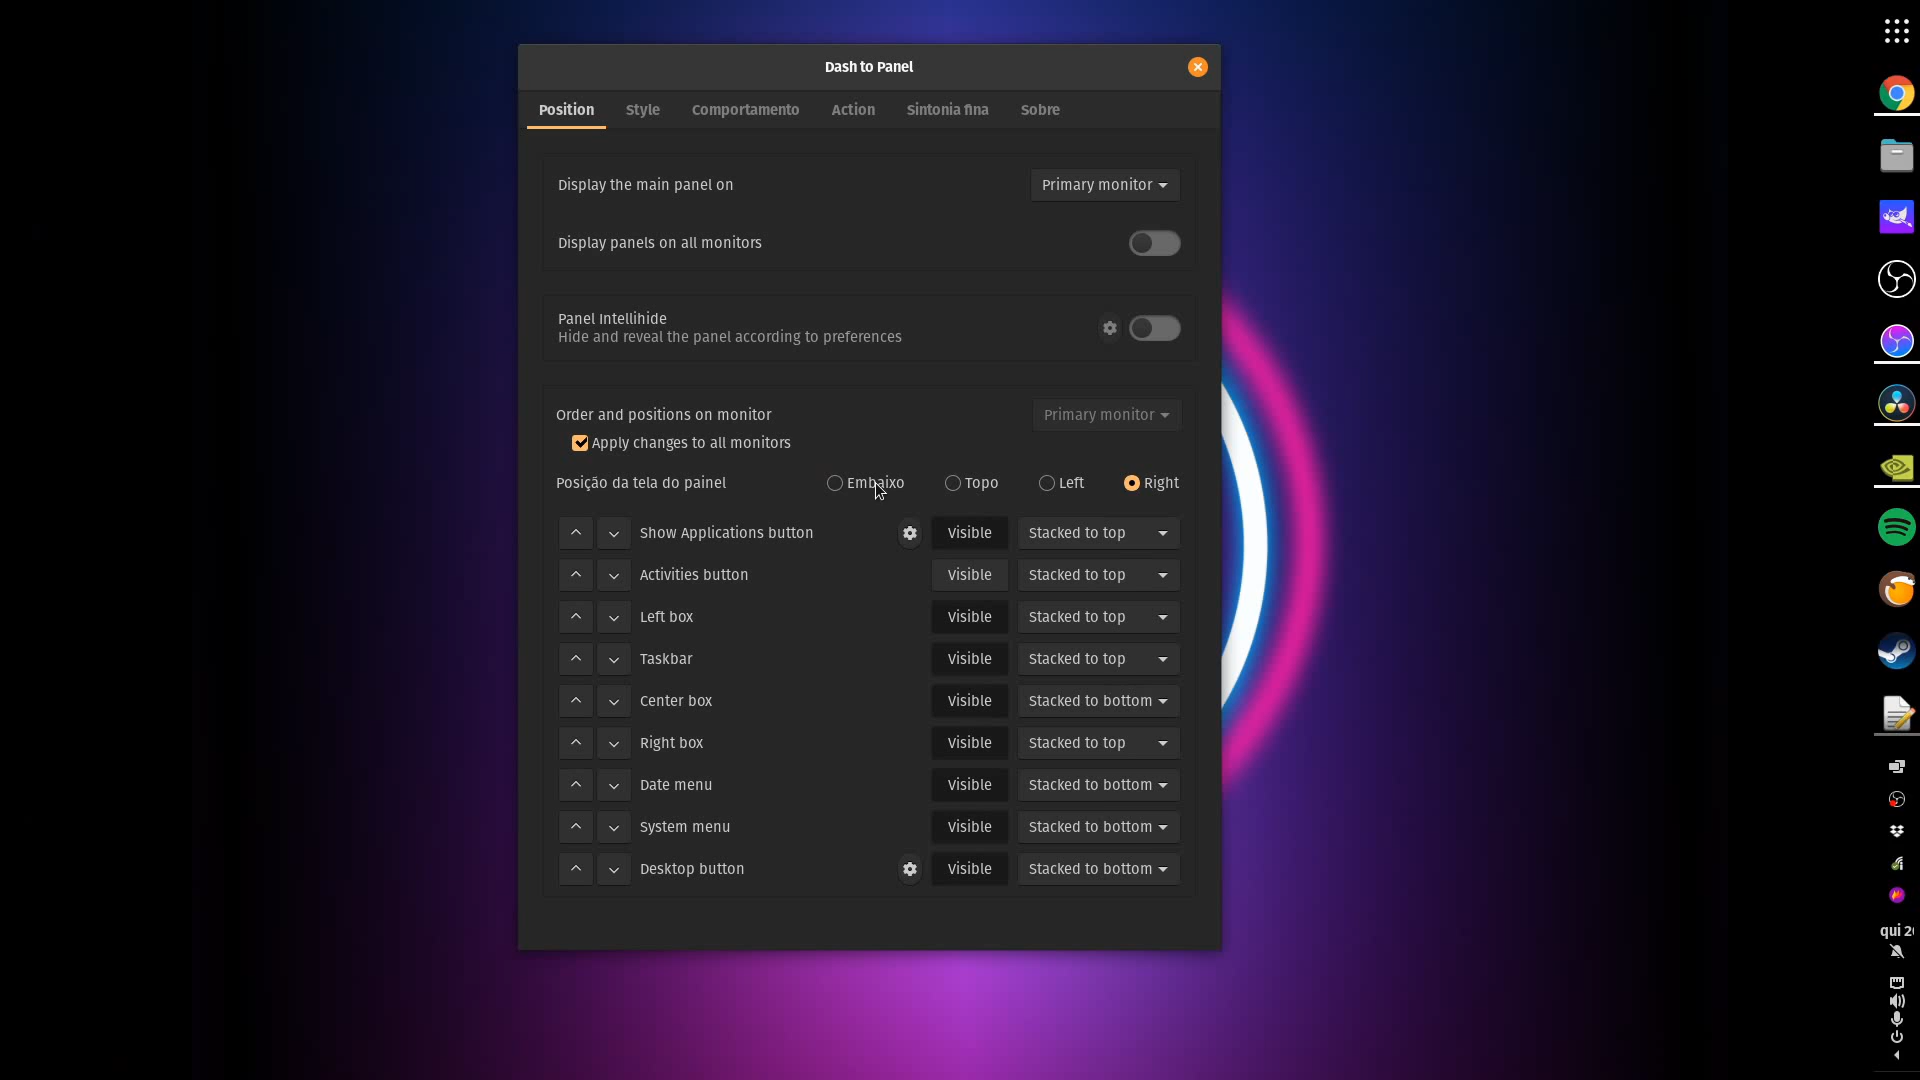 Dash to Panel
Position Style Comportamento Action Sintonia fina Sobre
Display the main panel on Primary monitor
Display panels on all monitors
Panel Intellihide
Hide and reveal the panel according to preferences
Order and positions on monitor Primary monitor
Apply changes to all monitors
Posição da tela do painel Embaixo Topo Left Right
Show Applications button Visible Stacked to top
Activities button Visible Stacked to top
Left box Visible Stacked to top
Taskbar Visible Stacked to top
Center box Visible Stacked to bottom
Right box Visible Stacked to top
Date menu Visible Stacked to bottom
System menu Visible Stacked to bottom
Desktop button Visible Stacked to bottom
qui